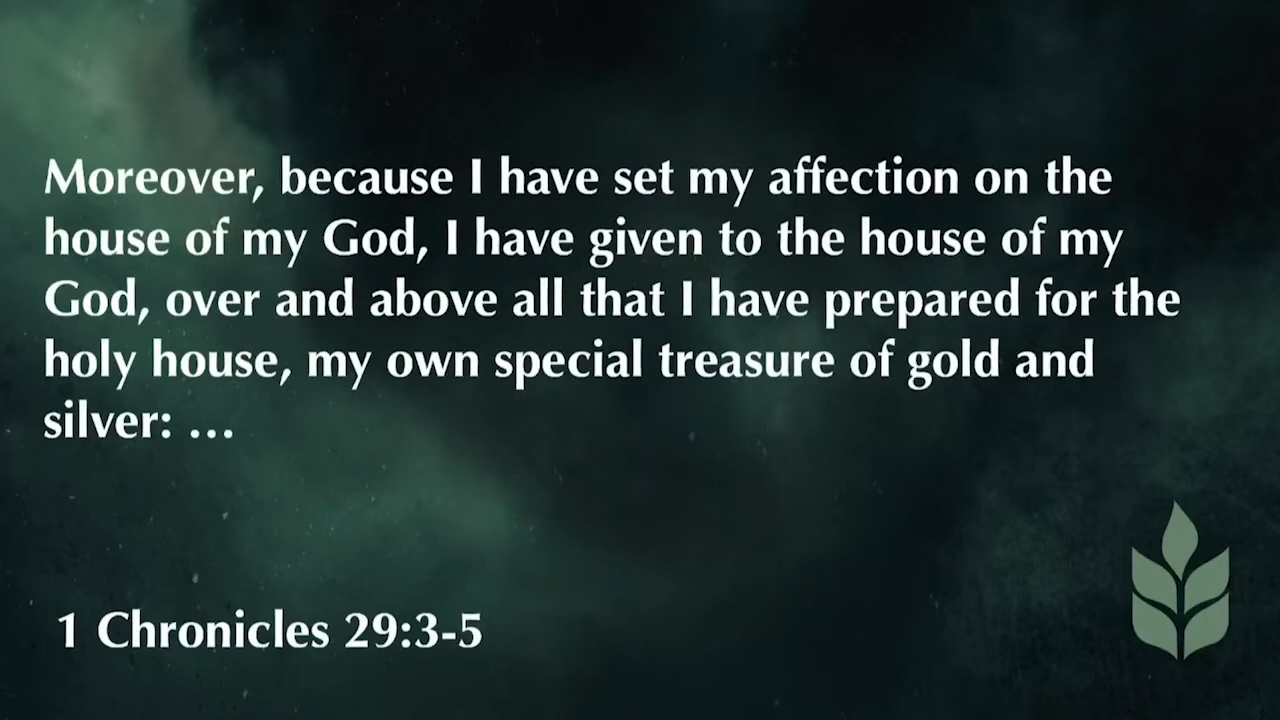 Moreover, because I have set my affection on the
house of my God, I have given to the house of my
God, over and above all that I have prepared for the
holy house, my own special treasure of gold and
silver: …
1 Chronicles 29:3-5